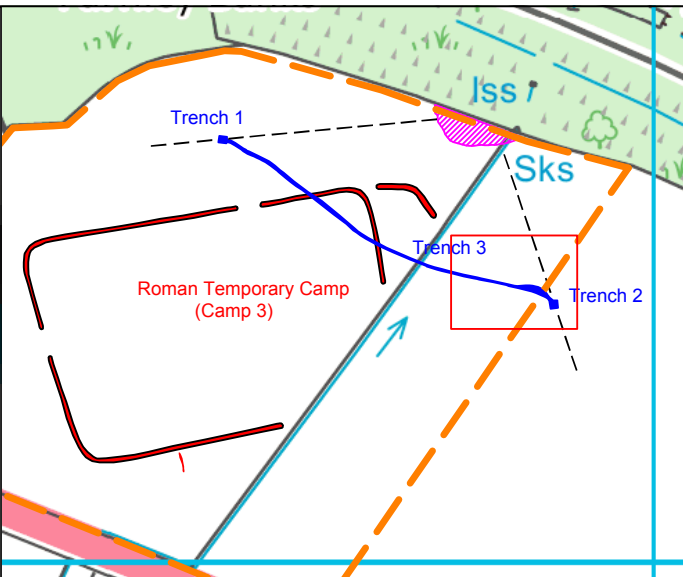 Iss
Trench 1
Sks
Trench 3
Roman Temporary Camp
(Camp 3)
Trench 2